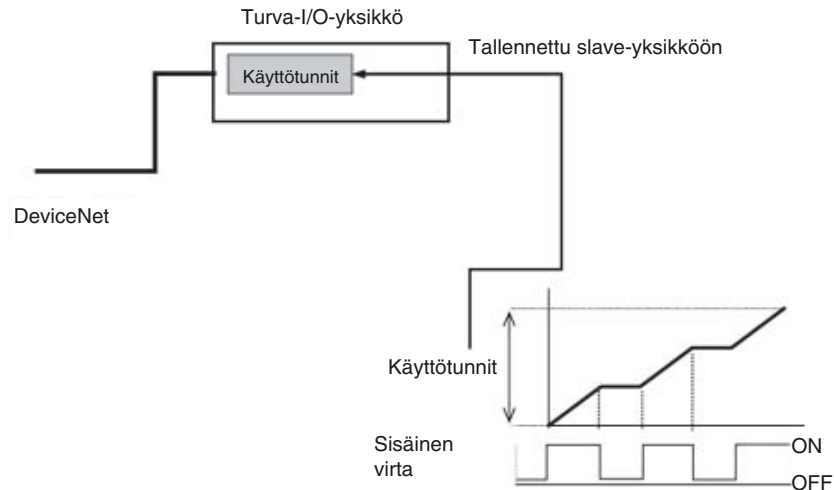 Turva-I/O-yksikkö
Tallennettu slave-yksikköön
Käyttötunnit
DeviceNet
Käyttötunnit
Sisäinen
virta
ON
OFF